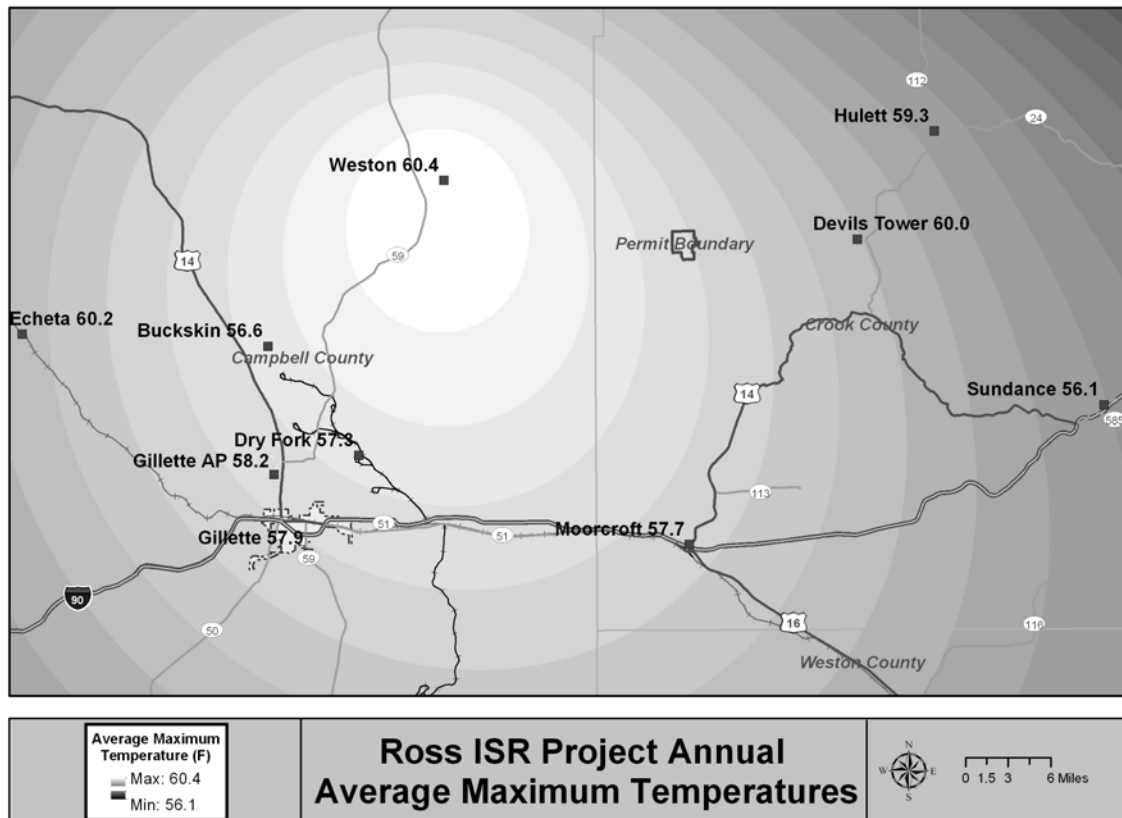 112
Hulett 59.3
24
Weston 60.4
Devils Tower 60.0
Permit Boundary
59
14
Echeta 60.2
Buckskin 56.6
Campbell County
Crook County
14
Sundance 56.1
585
Dry Fork 57.3
Gillette AP 58.2
113
51
51
Moorcroft 57.7
Gillette 57.9
59
90
50
16
116
Weston County
Average Maximum
Temperature (F)
Max: 60.4
Min: 56.1
Ross ISR Project Annual
Average Maximum Temperatures
N
W E
S
0 1.5 3 6 Miles